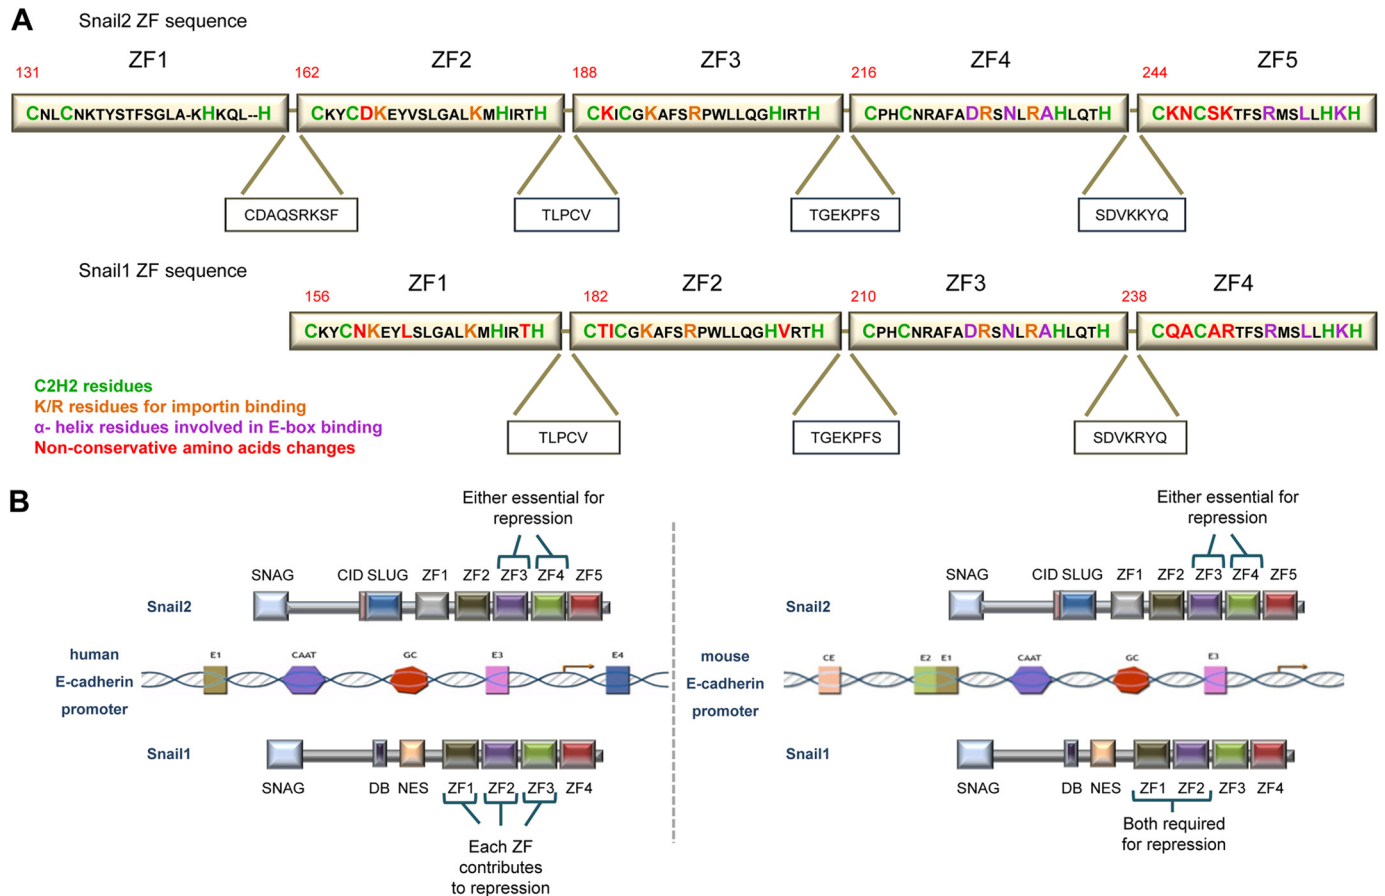 A
Snail2 ZF sequence
ZF1 ZF2 ZF3 ZF4 ZF5
131 162 188 216 244
CNLCNKTYSTFSGLA-KHKQL--H CKYCDKEYVSLGALKMHIRTH CKICGKAFSRPWLLQGHIRTH CPHCNRAFADRSNLRAHLQTH CKNCSKTFSRMSLLHKH
CDAQSRKSF TLPCV TGEKPFS SDVKKYQ
Snail1 ZF sequence
ZF1 ZF2 ZF3 ZF4
156 182 210 238
CKYCNKEYLSLGALKMHIRTH CTICGKAFSRPWLLQGHVRTH CPHCNRAFADRSNLRAHLQTH CQACARTFSRMSLLHKH
TLPCV TGEKPFS SDVKRYQ
C2H2 residues
K/R residues for importin binding
α- helix residues involved in E-box binding
Non-conservative amino acids changes
B
Either essential for
repression
SNAG CID SLUG ZF1 ZF2 ZF3 ZF4 ZF5
Snail2
human
E-cadherin
promoter
E1 CAAT GC E3 E4
Snail1
SNAG DB NES ZF1 ZF2 ZF3 ZF4
Each ZF
contributes
to repression
Either essential for
repression
SNAG CID SLUG ZF1 ZF2 ZF3 ZF4 ZF5
Snail2
mouse
E-cadherin
promoter
CE E2 E1 CAAT GC E3
Snail1
SNAG DB NES ZF1 ZF2 ZF3 ZF4
Both required
for repression